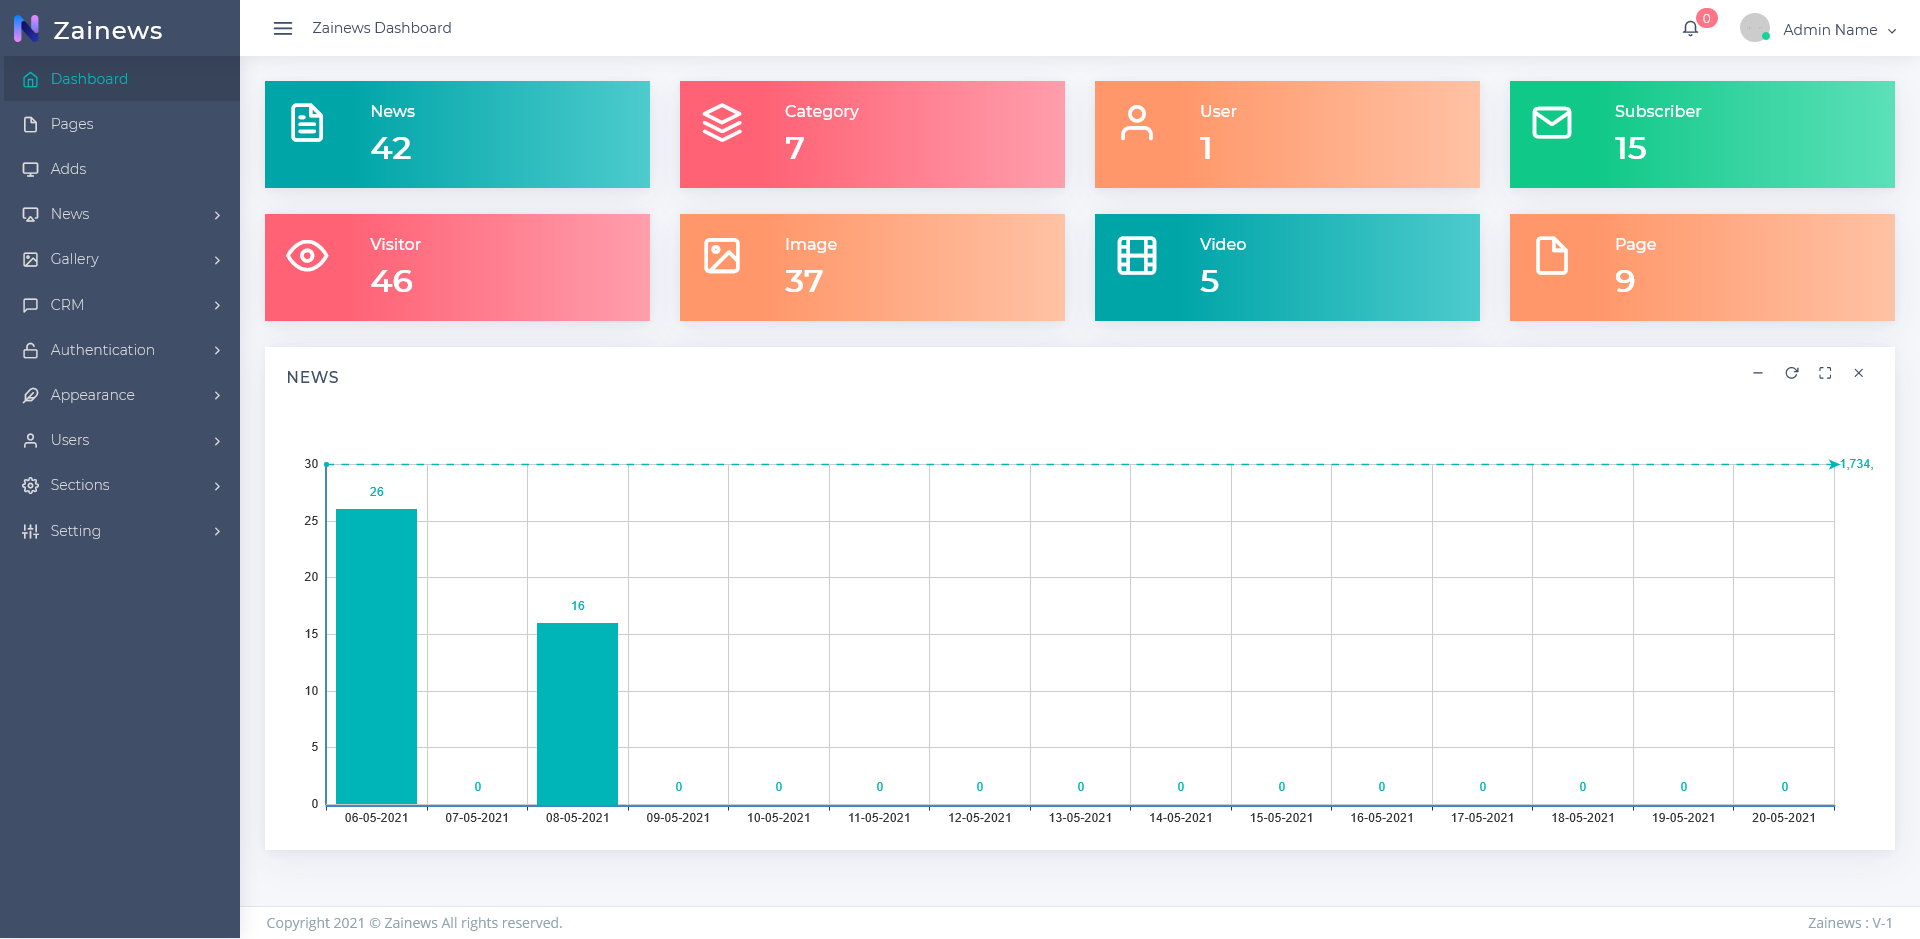 Zainews
Zainews Dashboard
0
Admin Name
Dashboard
Pages
Adds
News
Gallery
CRM
Authentication
Appearance
Users
Sections
Setting
News
42
Category
7
User
1
Subscriber
15
Visitor
46
Image
37
Video
5
Page
9
NEWS
30
25
20
15
10
5
0
1,734,
26
0
16
0
0
0
0
0
0
0
0
0
0
0
0
06-05-2021
07-05-2021
08-05-2021
09-05-2021
10-05-2021
11-05-2021
12-05-2021
13-05-2021
14-05-2021
15-05-2021
16-05-2021
17-05-2021
18-05-2021
19-05-2021
20-05-2021
Copyright 2021 © Zainews All rights reserved.
Zainews : V-1